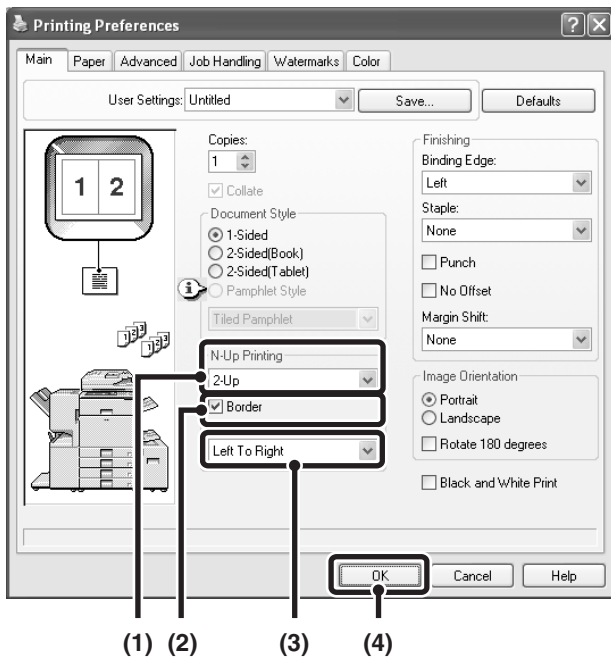 Printing Preferences
Main Paper Advanced Job Handling Watermarks Color
User Settings: Untitled Save... Defaults
1 2
Copies:
1
Collate
Document Style
1-Sided
2-Sided(Book)
2-Sided(Tablet)
Pamphlet Style
Tiled Pamphlet
N-Up Printing
2-Up
Border
Left To Right
Finishing
Binding Edge:
Left
Staple:
None
Punch
No Offset
Margin Shift:
None
Image Orientation
Portrait
Landscape
Rotate 180 degrees
Black and White Print
OK Cancel Help
(1) (2) (3) (4)